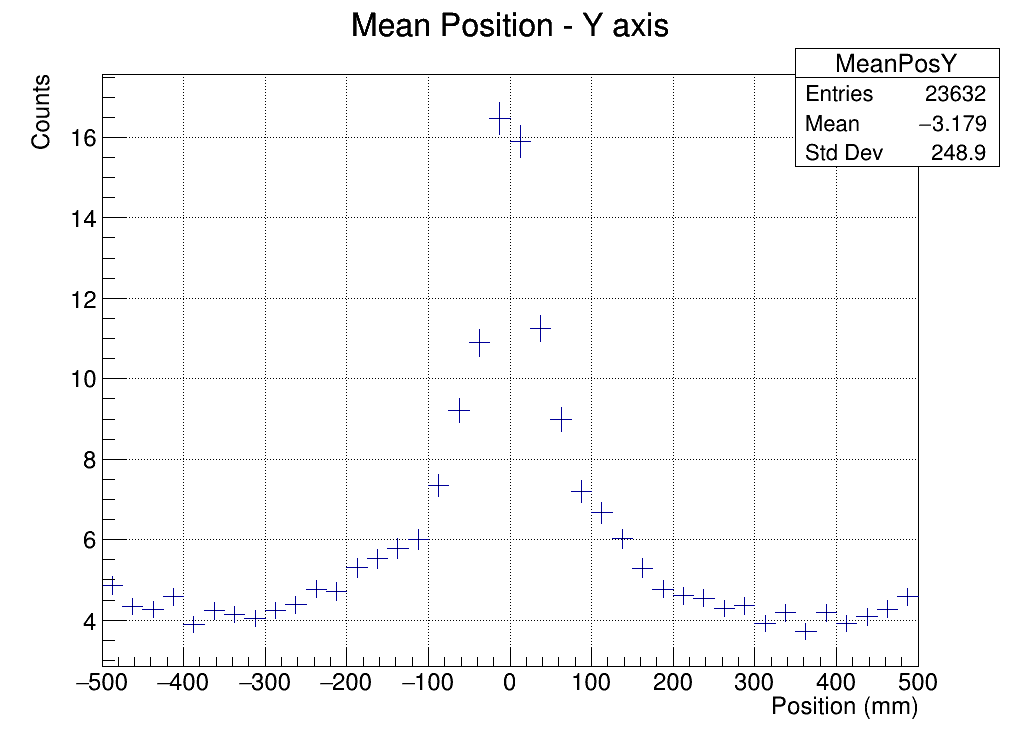 Mean Position - Y axis
MeanPosY
Entries 23632
Mean −3.179
Std Dev 248.9
Counts
16
14
12
10
8
6
4
−500 −400 −300 −200 −100 0 100 200 300 400 500
Position (mm)